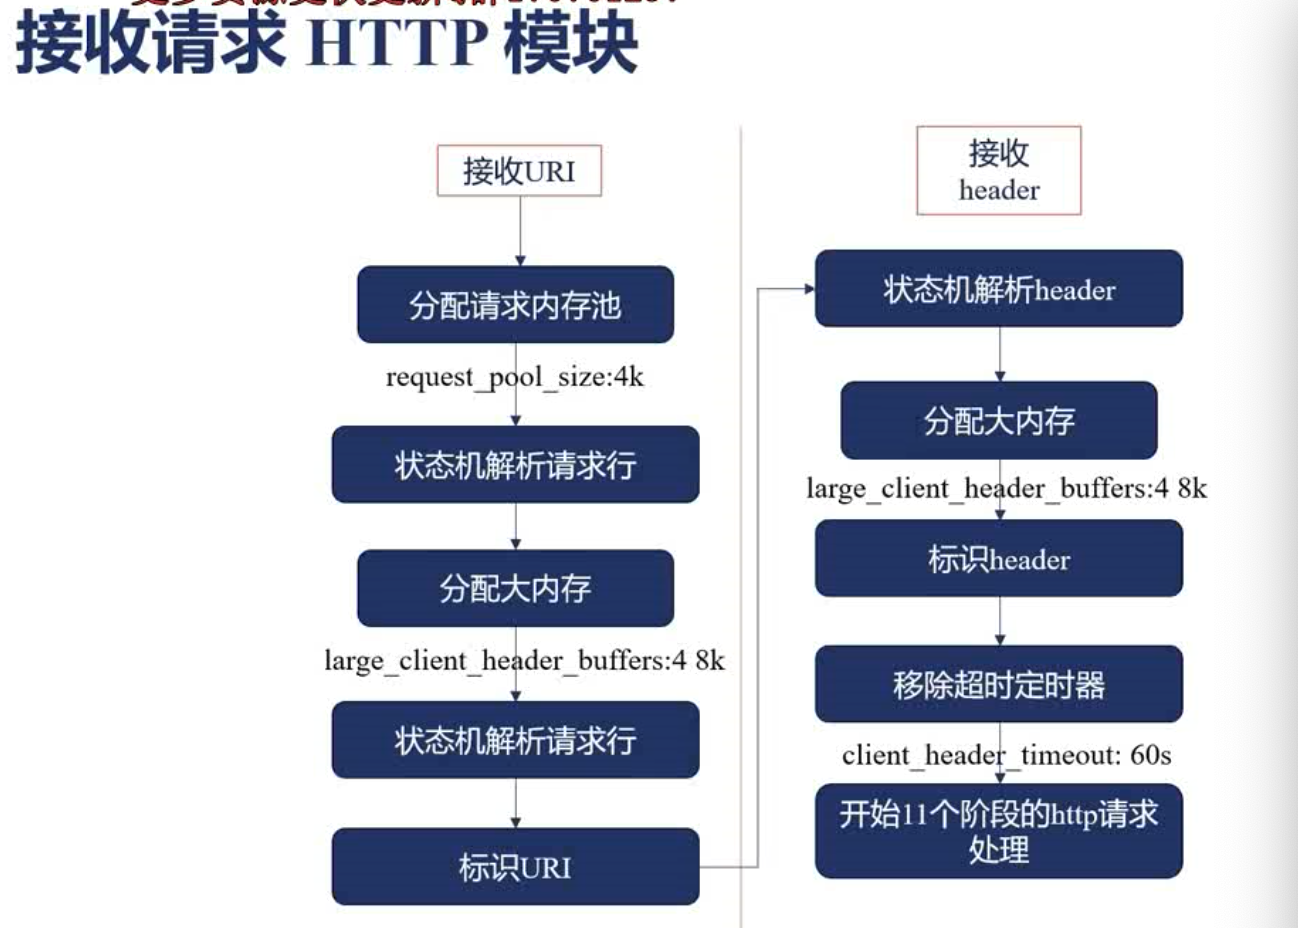 接收请求 HTTP 模块
接收URI
分配请求内存池
request_pool_size:4k
状态机解析请求行
分配大内存
large_client_header_buffers:4 8k
状态机解析请求行
标识URI
接收
header
状态机解析header
分配大内存
large_client_header_buffers:4 8k
标识header
移除超时定时器
client_header_timeout: 60s
开始11个阶段的http请求
处理